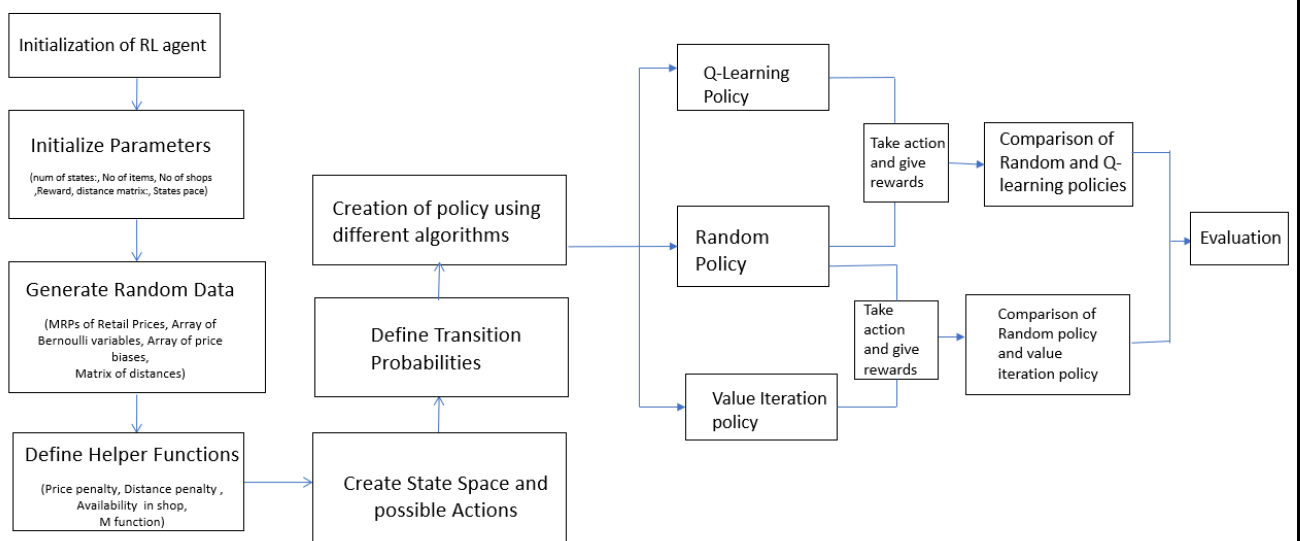 Initialization of RL agent
Initialize Parameters
(num of states:, No of items, No of shops
,Reward, distance matrix:, States pace)
Generate Random Data
(MRPs of Retail Prices, Array of
Bernoulli variables, Array of price
biases,
Matrix of distances)
Define Helper Functions
(Price penalty, Distance penalty ,
Availability in shop,
M function)
Create State Space and
possible Actions
Define Transition
Probabilities
Creation of policy using
different algorithms
Q-Learning
Policy
Random
Policy
Value Iteration
policy
Take action
and give
rewards
Take
action
and give
rewards
Comparison of
Random and Q-
learning policies
Comparison of
Random policy
and value
iteration policy
Evaluation